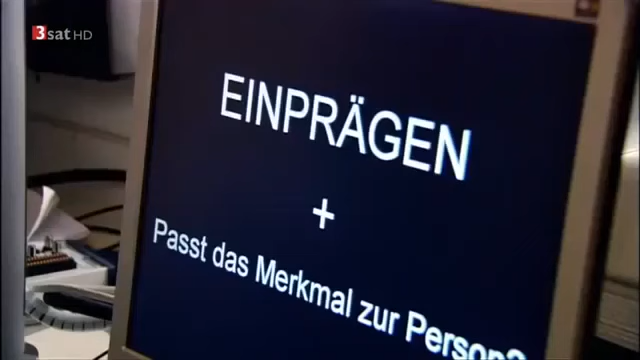 3sat HD
EINPRÄGEN
+
Passt das Merkmal zur Person?